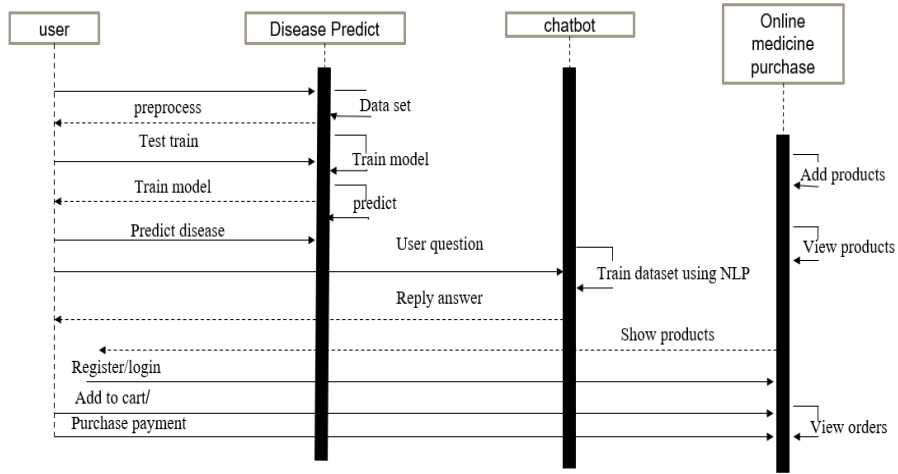 user
Disease Predict
chatbot
Online
medicine
purchase
preprocess
Data set
Test train
Train model
Train model
Add products
predict
Predict disease
User question
View products
Train dataset using NLP
Reply answer
Show products
Register/login
Add to cart/
Purchase payment
View orders